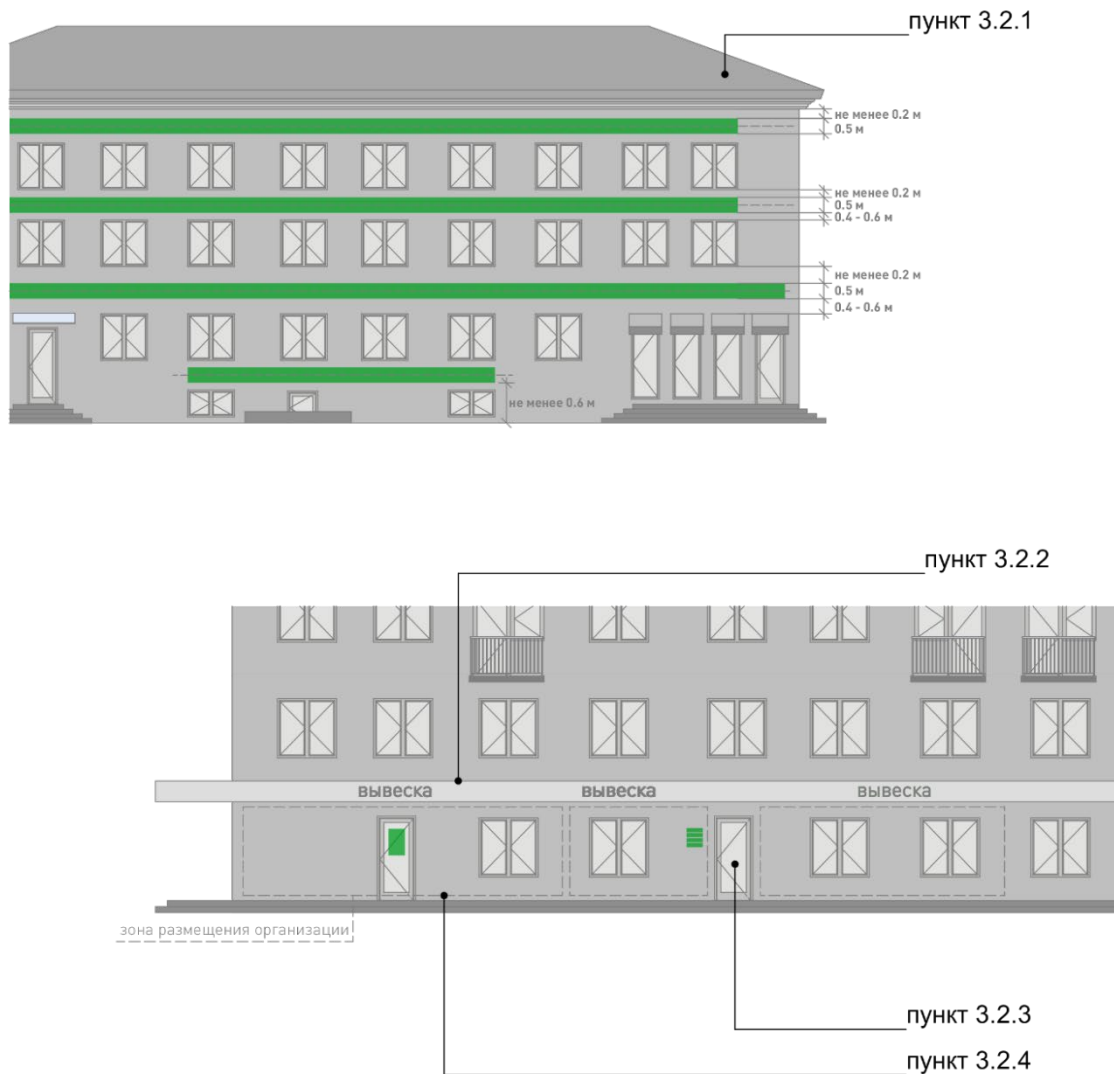 пункт 3.2.1
не менее 0.2 м
0.5 м
не менее 0.2 м
0.5 м
0.4 - 0.6 м
не менее 0.2 м
0.5 м
0.4 - 0.6 м
не менее 0.6 м
пункт 3.2.2
вывеска вывеска вывеска
зона размещения организации
пункт 3.2.3
пункт 3.2.4